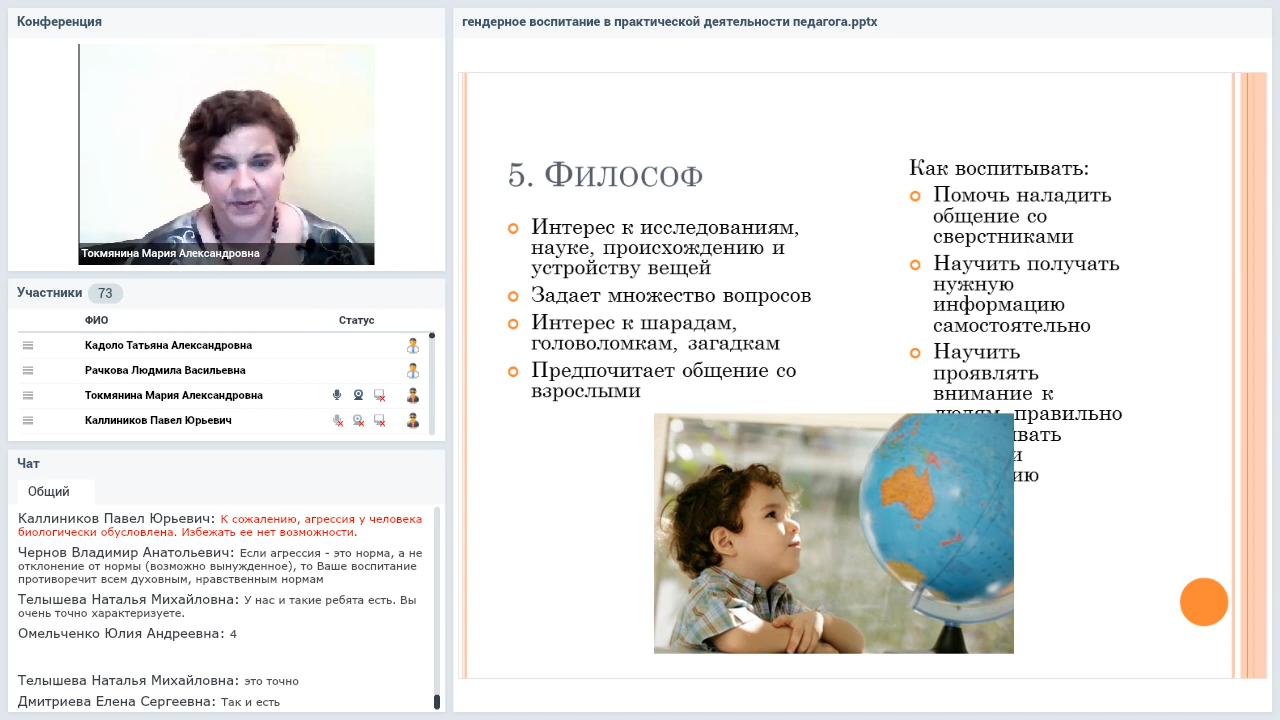 Конференция
Токмянина Мария Александровна
Участники 73
ФИО Статус
Кадоло Татьяна Александровна
Рачкова Людмила Васильевна
Токмянина Мария Александровна
Каллиников Павел Юрьевич
Чат
Общий
Каллиников Павел Юрьевич: К сожалению, агрессия у человека
биологически обусловлена. Избежать ее нет возможности.
Чернов Владимир Анатольевич: Если агрессия - это норма, а не
отклонение от нормы (возможно вынужденное), то Ваше воспитание
противоречит всем духовным, нравственным нормам
Телышева Наталья Михайловна: У нас и такие ребята есть. Вы
очень точно характеризуете.
Омельченко Юлия Андреевна: 4
Телышева Наталья Михайловна: это точно
Дмитриева Елена Сергеевна: Так и есть
гендерное воспитание в практической деятельности педагога.pptx
5. Философ
Интерес к исследованиям,
науке, происхождению и
устройству вещей
Задает множество вопросов
Интерес к шарадам,
головоломкам, загадкам
Предпочитает общение со
взрослыми
Как воспитывать:
Помочь наладить
общение со
сверстниками
Научить получать
нужную
информацию
самостоятельно
Научить
проявлять
внимание к
людям, правильно